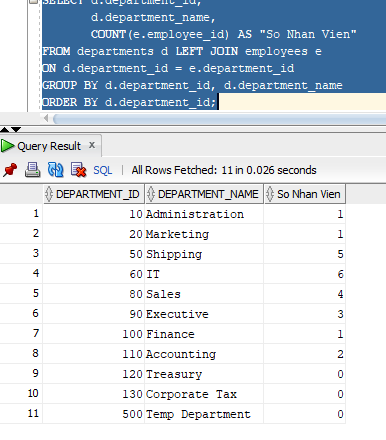 SELECT d.department_id,
d.department_name,
COUNT(e.employee_id) AS "So Nhan Vien"
FROM departments d LEFT JOIN employees e
ON d.department_id = e.department_id
GROUP BY d.department_id, d.department_name
ORDER BY d.department_id;
Query Result x
SQL | All Rows Fetched: 11 in 0.026 seconds
DEPARTMENT_ID DEPARTMENT_NAME So Nhan Vien
1 10 Administration 1
2 20 Marketing 1
3 50 Shipping 5
4 60 IT 6
5 80 Sales 4
6 90 Executive 3
7 100 Finance 1
8 110 Accounting 2
9 120 Treasury 0
10 130 Corporate Tax 0
11 500 Temp Department 0